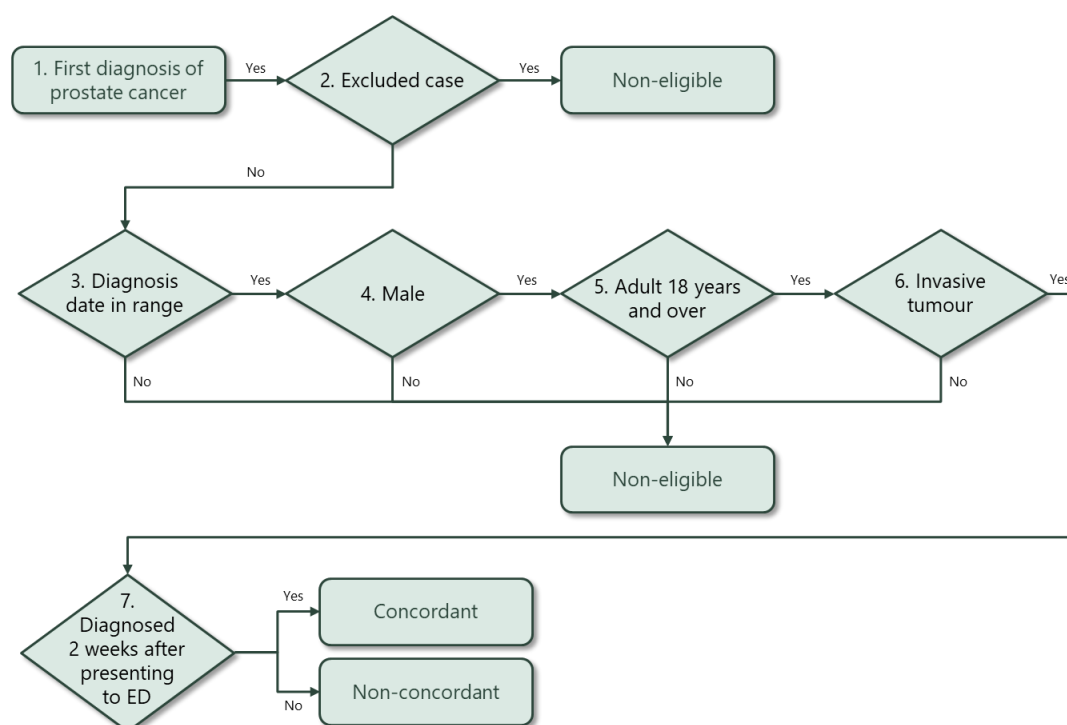 1. First diagnosis of
prostate cancer
Yes
2. Excluded case
Yes
Non-eligible
No
3. Diagnosis
date in range
Yes
4. Male
Yes
5. Adult 18 years
and over
Yes
6. Invasive
tumour
Yes
No
No
No
No
Non-eligible
7.
Diagnosed
2 weeks after
presenting
to ED
Yes
Concordant
No
Non-concordant